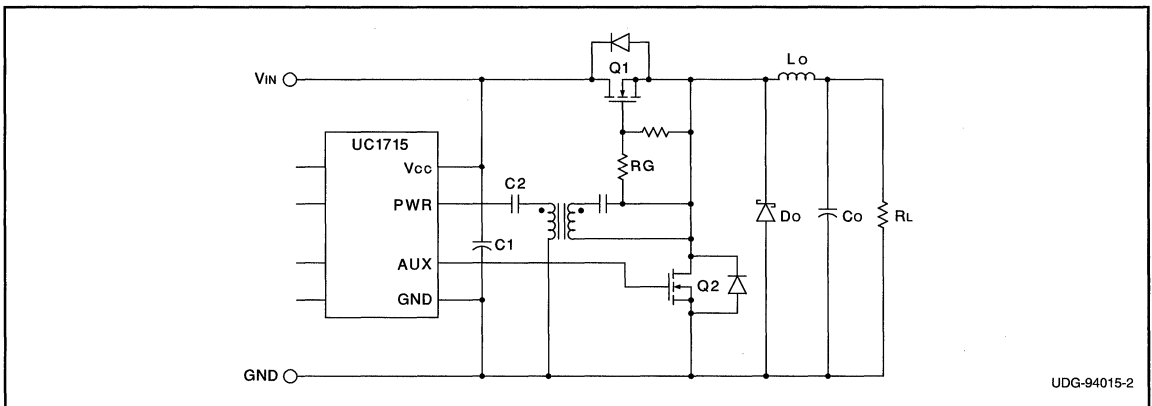 Q1
Lo
VIN
UC1715
Vcc
RG
C2
PWR
Do
Co
RL
C1
AUX
Q2
GND
GND
UDG-94015-2